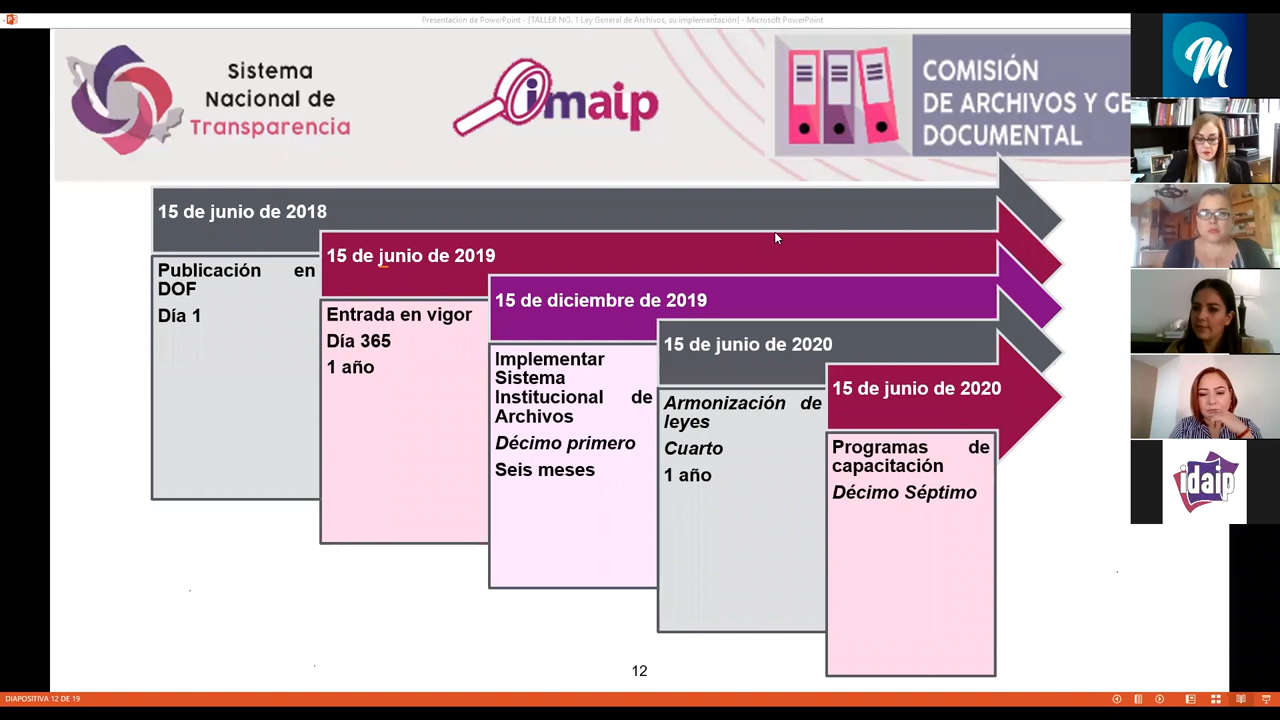 Presentación de PowerPoint - [TALLER NO. 1 Ley General de Archivos, su implementación] - Microsoft PowerPoint
Sistema
Nacional de
Transparencia
imaip
COMISIÓN
DE ARCHIVOS Y GE
DOCUMENTAL
M
15 de junio de 2018
Publicación en
DOF
Día 1
15 de junio de 2019
Entrada en vigor
Día 365
1 año
15 de diciembre de 2019
Implementar
Sistema
Institucional de
Archivos
Décimo primero
Seis meses
15 de junio de 2020
Armonización de
leyes
Cuarto
1 año
15 de junio de 2020
Programas de
capacitación
Décimo Séptimo
idaip
12
DIAPOSITIVA 12 DE 19